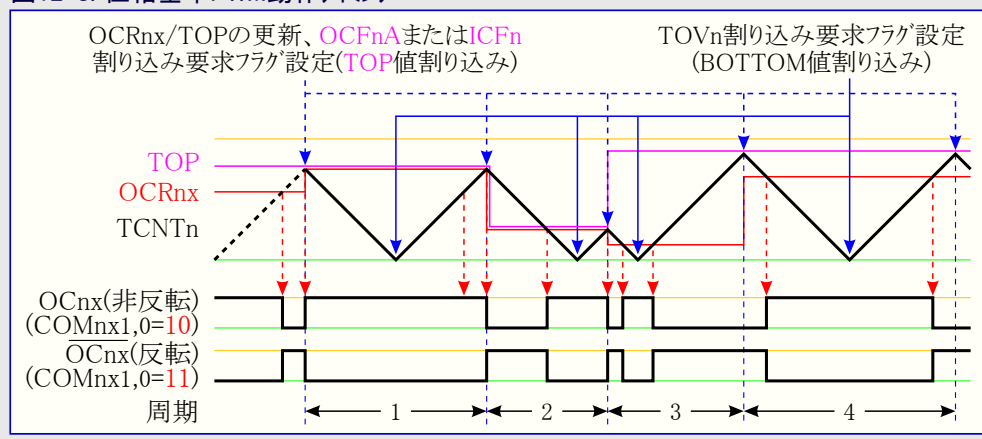 OCRnx/TOPの更新、OCFnAまたはICFn
割り込み要求フラグ設定(TOP値割り込み)
TOVn割り込み要求フラグ設定
(BOTTOM値割り込み)
TOP
OCRnx
TCNTn
OCnx(非反転)
(COMnx1,0=10)
OCnx(反転)
(COMnx1,0=11)
周期
1
2
3
4